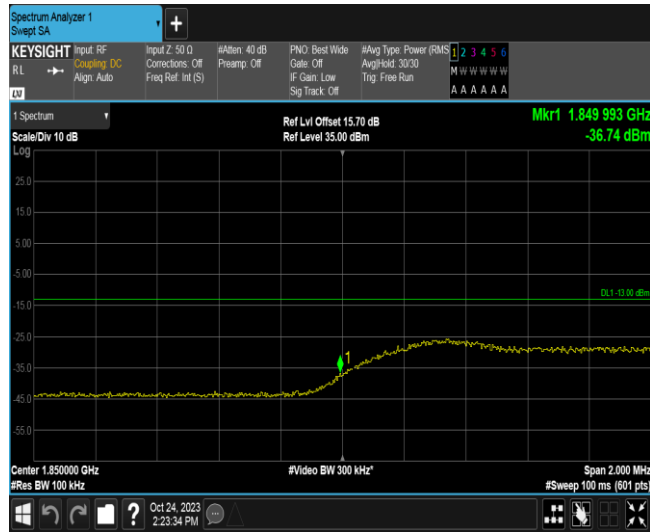 Spectrum Analyzer 1
Swept SA
KEYSIGHT
RL
LXI
Input: RF
Coupling: DC
Align: Auto
Input Z: 50 Ω
Corrections: Off
Freq Ref: Int (S)
#Atten: 40 dB
Preamp: Off
PNO: Best Wide
Gate: Off
IF Gain: Low
Sig Track: Off
#Avg Type: Power (RMS
Avg|Hold: 30/30
Trig: Free Run
1 2 3 4 5 6
M W W W W W
A A A A A A
1 Spectrum
Scale/Div 10 dB
Log
Ref Lvl Offset 15.70 dB
Ref Level 35.00 dBm
Mkr1 1.849 993 GHz
-36.74 dBm
25.0
15.0
5.00
-5.00
DL1 -13.00 dBm
-15.0
-25.0
-35.0
1
-45.0
-55.0
Center 1.850000 GHz
#Res BW 100 kHz
#Video BW 300 kHz*
Span 2.000 MHz
#Sweep 100 ms (601 pts)
?
Oct 24, 2023
2:23:34 PM